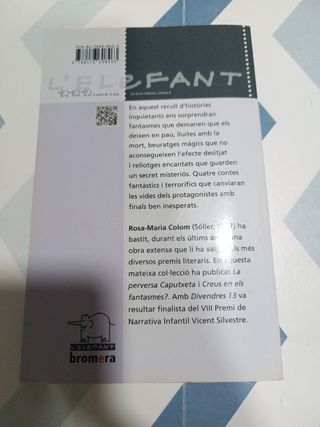 L'ELEFANT
En aquest recull d'històries
inquietants ens sorprendran
fantasmes que demanen que els
deixen en pau, lluites amb la
mort, beuratges màgics que no
aconsegueixen l'efecte desitjat
i rellotges encantats que guarden
un secret misteriós. Quatre contes
fantàstics i terrorífics que canviaran
les vides dels protagonistes amb
finals ben inesperats.
Rosa-Maria Colom (Sóller, ha
bastit, durant els últims una
obra extensa que li ha els més
diversos premis literaris. En aquesta
mateixa col·lecció ha publicat La
perversa Caputxeta i Creus en els
fantasmes?. Amb Divendres 13 va
resultar finalista del VIII Premi de
Narrativa Infantil Vicent Silvestre.
L'ELEFANT
bromera